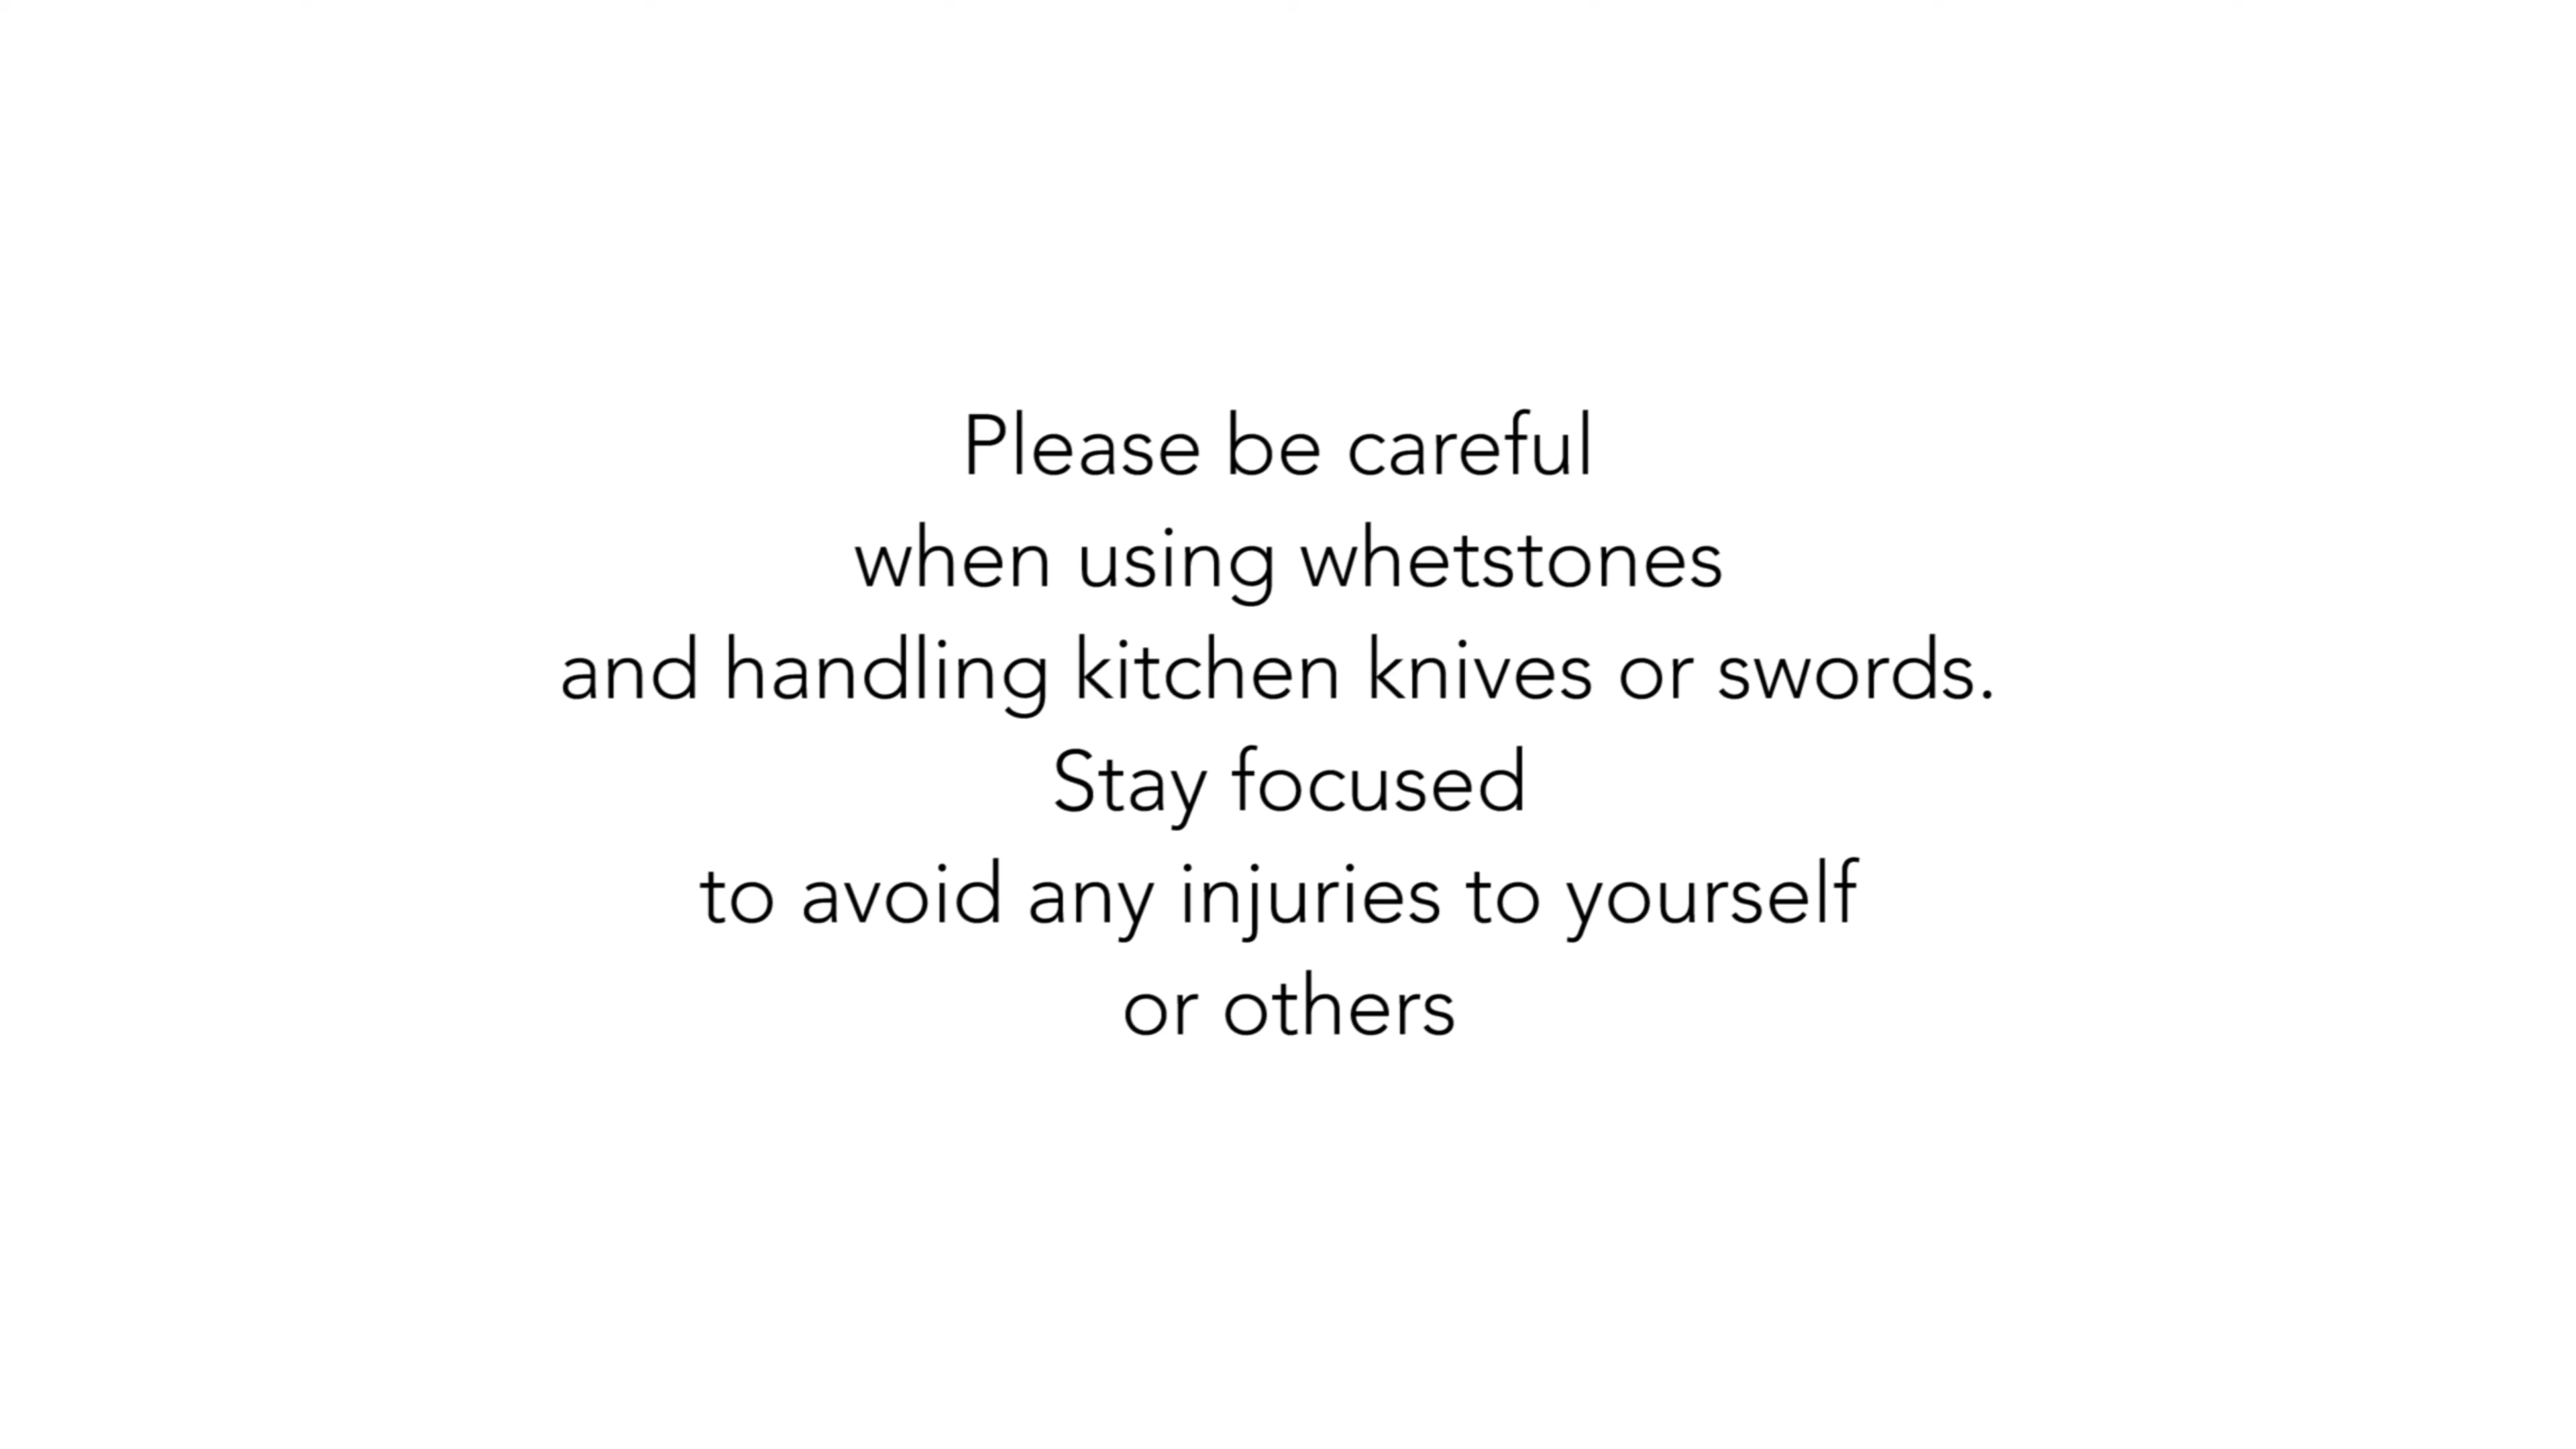 Please be careful
when using whetstones
and handling kitchen knives or swords.
Stay focused
to avoid any injuries to yourself
or others